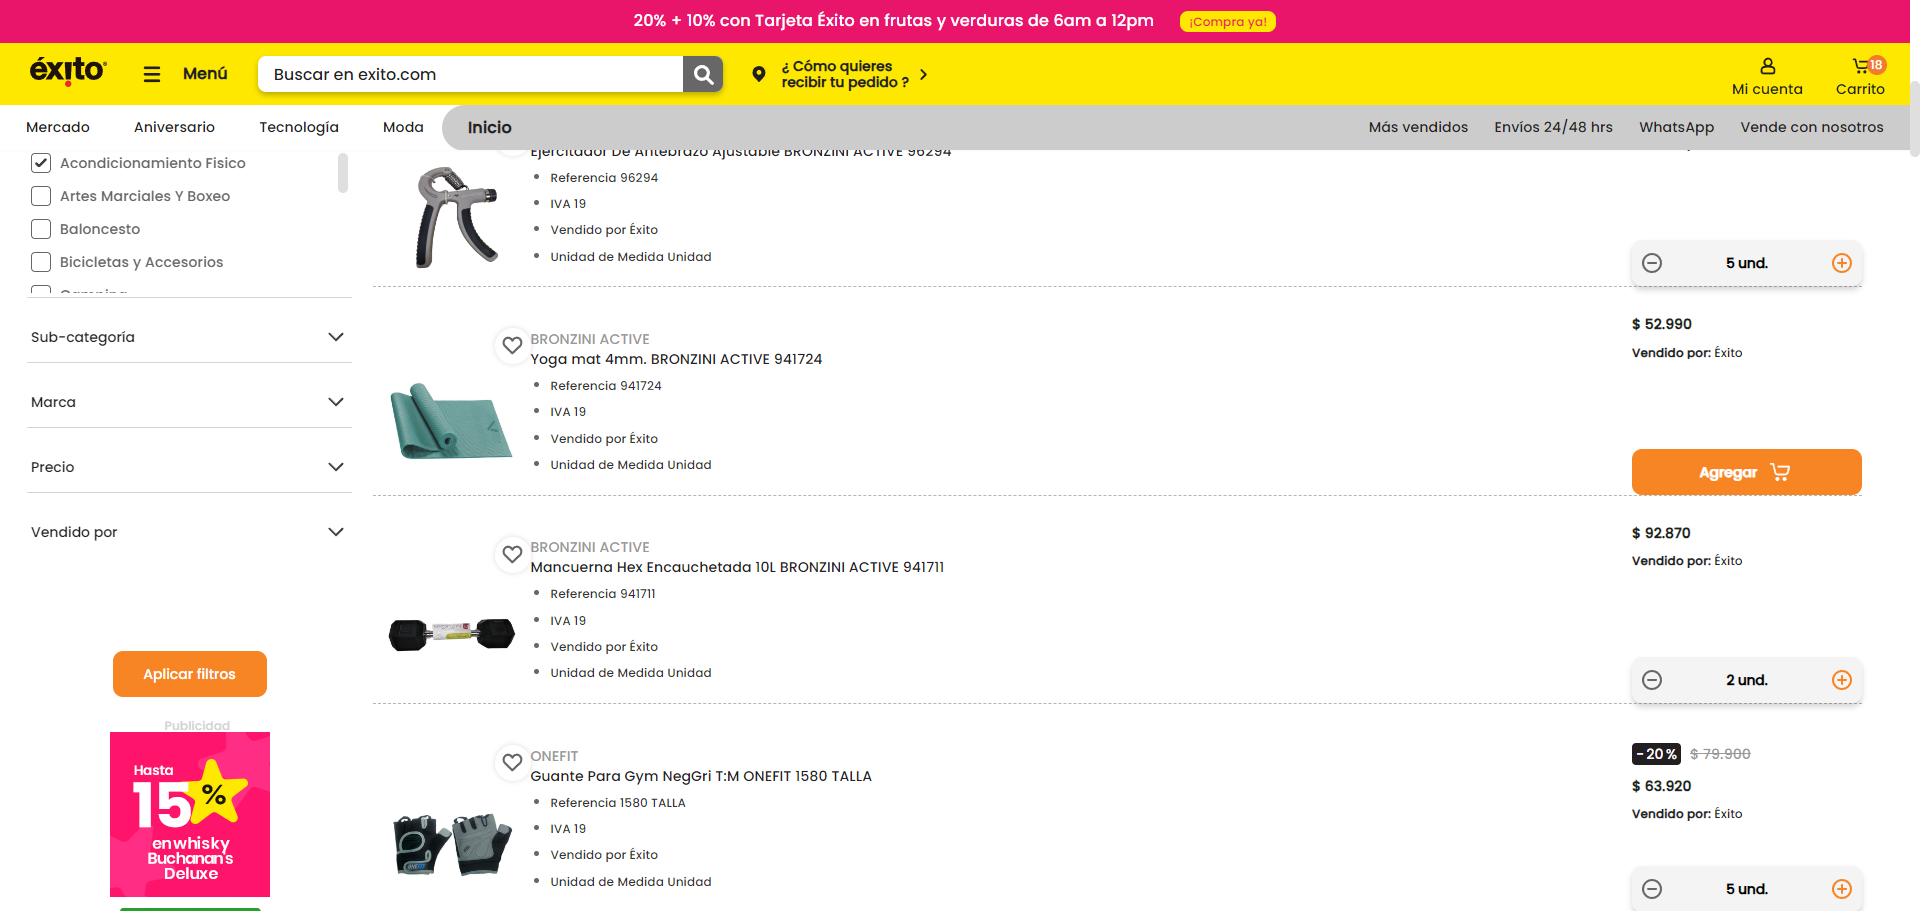 20% + 10% con Tarjeta Éxito en frutas y verduras de 6am a 12pm
¡Compra ya!
éxito
Menú
Buscar en exito.com
¿ Cómo quieres
recibir tu pedido ?
Mi cuenta
18
Carrito
Mercado
Aniversario
Tecnología
Moda
Inicio
Más vendidos
Envíos 24/48 hrs
WhatsApp
Vende con nosotros
Acondicionamiento Fisico
Artes Marciales Y Boxeo
Baloncesto
Bicicletas y Accesorios
Sub-categoría
Marca
Precio
Vendido por
Aplicar filtros
Publicidad
Hasta
15%
en whisky
Buchanan's
Deluxe
Ejercitador De Antebrazo Ajustable BRONZINI ACTIVE 96294
Referencia 96294
IVA 19
Vendido por Éxito
Unidad de Medida Unidad
5 und.
BRONZINI ACTIVE
Yoga mat 4mm. BRONZINI ACTIVE 941724
Referencia 941724
IVA 19
Vendido por Éxito
Unidad de Medida Unidad
$ 52.990
Vendido por: Éxito
Agregar
BRONZINI ACTIVE
Mancuerna Hex Encauchetada 10L BRONZINI ACTIVE 941711
Referencia 941711
IVA 19
Vendido por Éxito
Unidad de Medida Unidad
$ 92.870
Vendido por: Éxito
2 und.
ONEFIT
Guante Para Gym NegGri T:M ONEFIT 1580 TALLA
Referencia 1580 TALLA
IVA 19
Vendido por Éxito
Unidad de Medida Unidad
-20% $ 79.900
$ 63.920
Vendido por: Éxito
5 und.